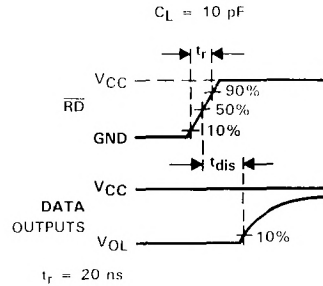 C_L = 10 pF
t_r
V_CC
90%
RD
50%
GND
10%
t_dis
V_CC
DATA
OUTPUTS
V_OL
10%
t_r = 20 ns